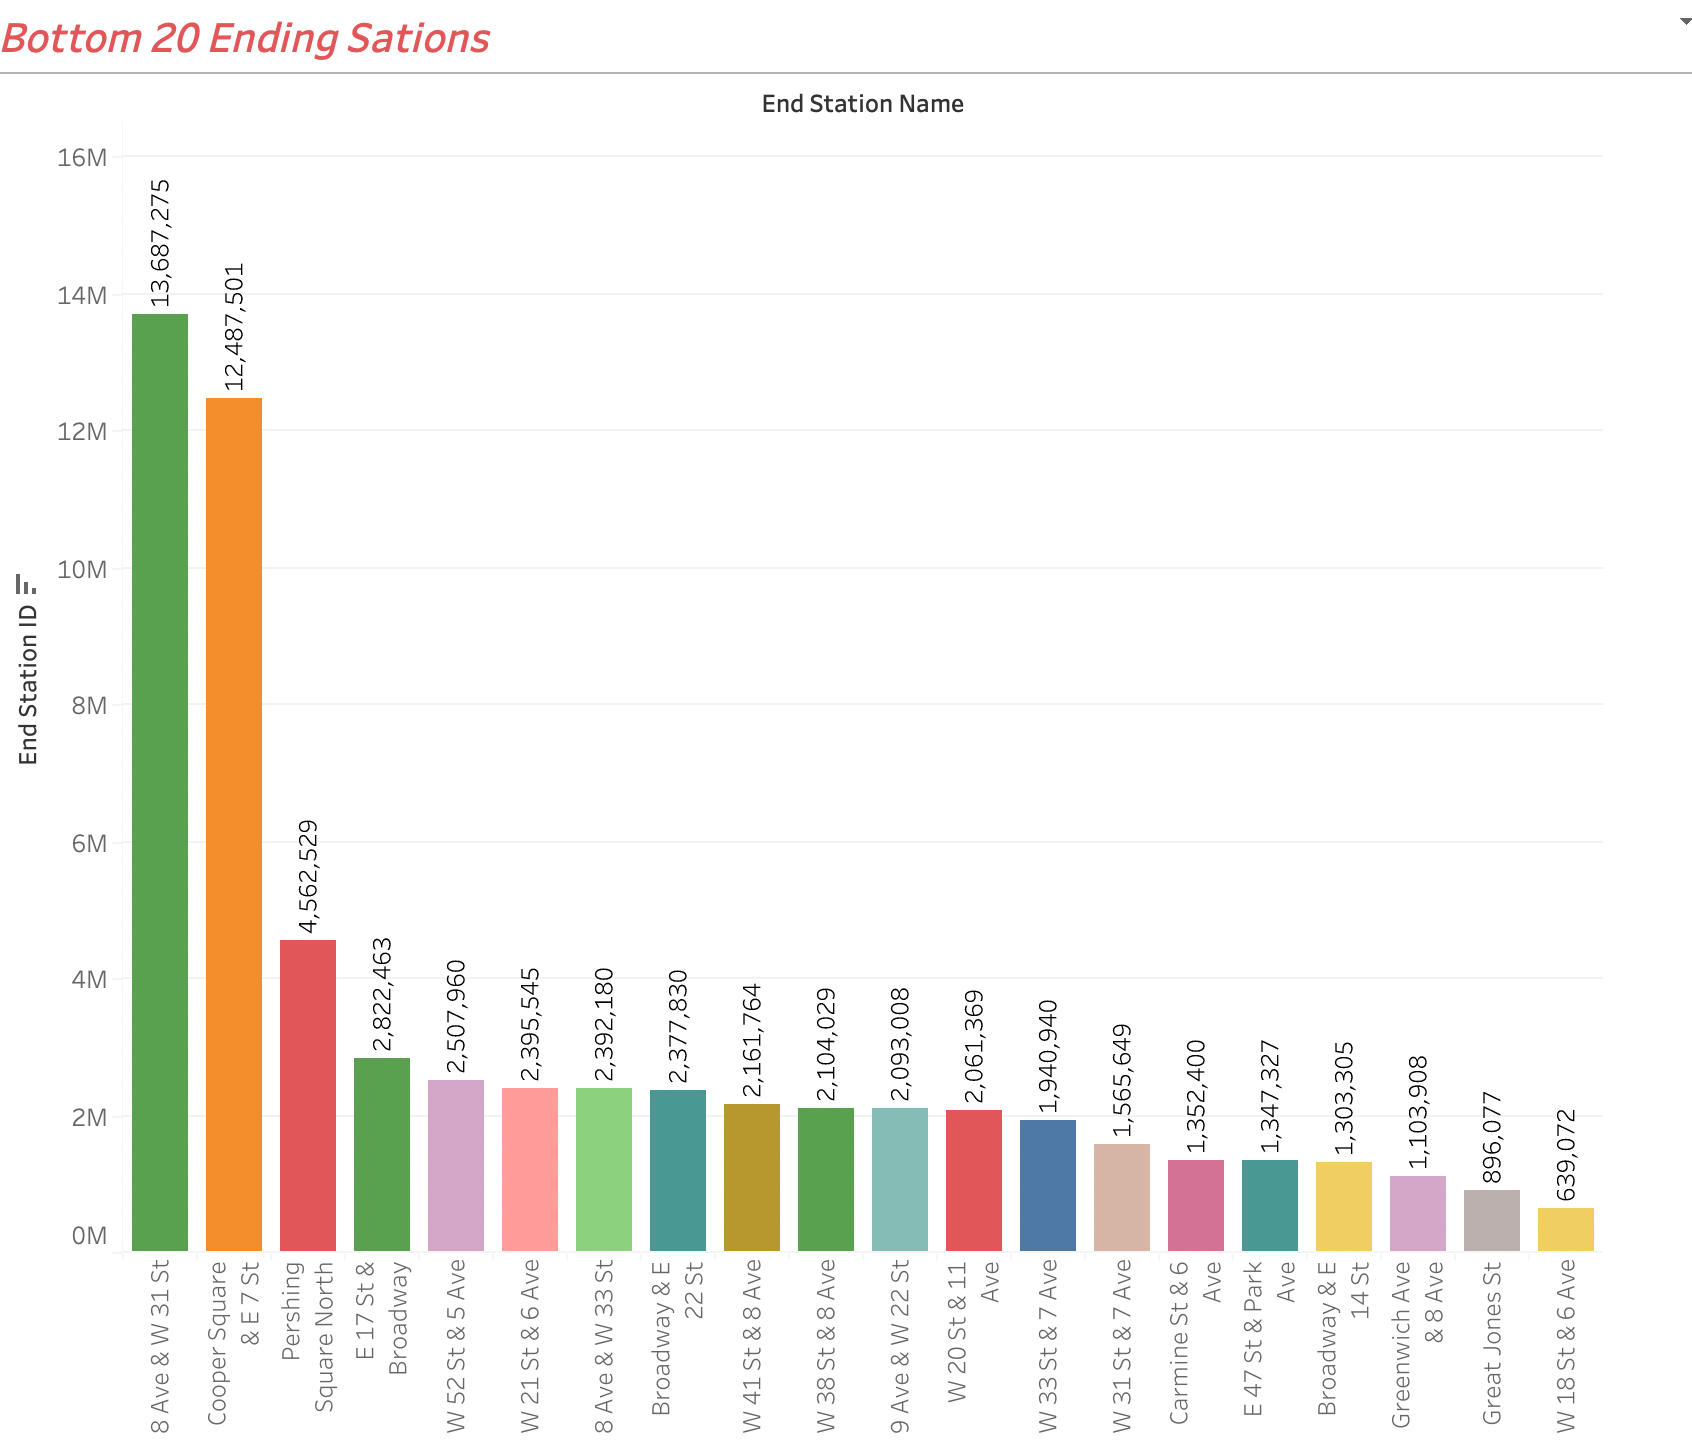 Bottom 20 Ending Sations
End Station Name
End Station ID
16M
14M
12M
10M
8M
6M
4M
2M
0M
13,687,275
12,487,501
4,562,529
2,822,463
2,507,960
2,395,545
2,392,180
2,377,830
2,161,764
2,104,029
2,093,008
2,061,369
1,940,940
1,565,649
1,352,400
1,347,327
1,303,305
1,103,908
896,077
639,072
8 Ave & W 31 St
Cooper Square
& E 7 St
Pershing
Square North
E 17 St &
Broadway
W 52 St & 5 Ave
W 21 St & 6 Ave
8 Ave & W 33 St
Broadway & E
22 St
W 41 St & 8 Ave
W 38 St & 8 Ave
9 Ave & W 22 St
W 20 St & 11
Ave
W 33 St & 7 Ave
W 31 St & 7 Ave
Carmine St & 6
Ave
E 47 St & Park
Ave
Broadway & E
14 St
Greenwich Ave
& 8 Ave
Great Jones St
W 18 St & 6 Ave